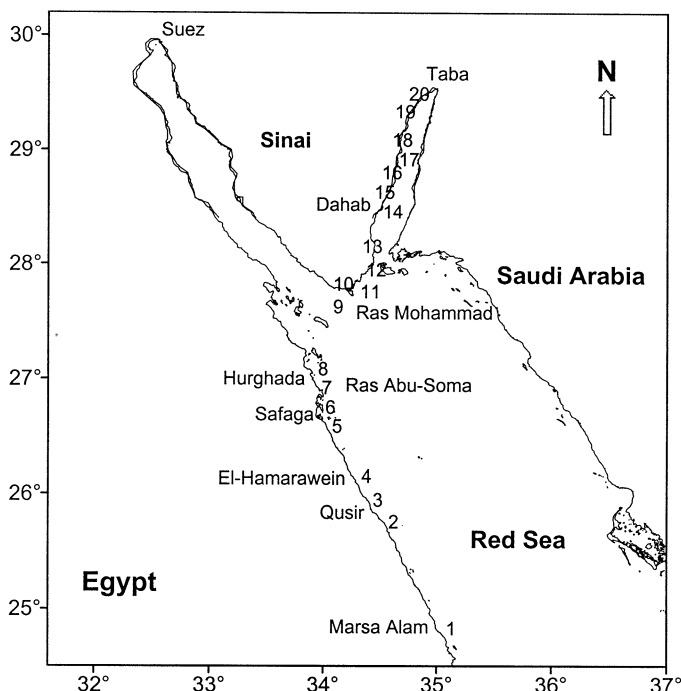 30°
Suez
Taba
N
20
19
29°
Sinai
18
17
16
15
Dahab
14
13
28°
12
Saudi Arabia
10
11
9
Ras Mohammad
8
27°
Hurghada
7
Ras Abu-Soma
6
Safaga
5
El-Hamarawein
4
26°
3
Qusir
2
Red Sea
Egypt
25°
Marsa Alam
1
32° 33° 34° 35° 36° 37°